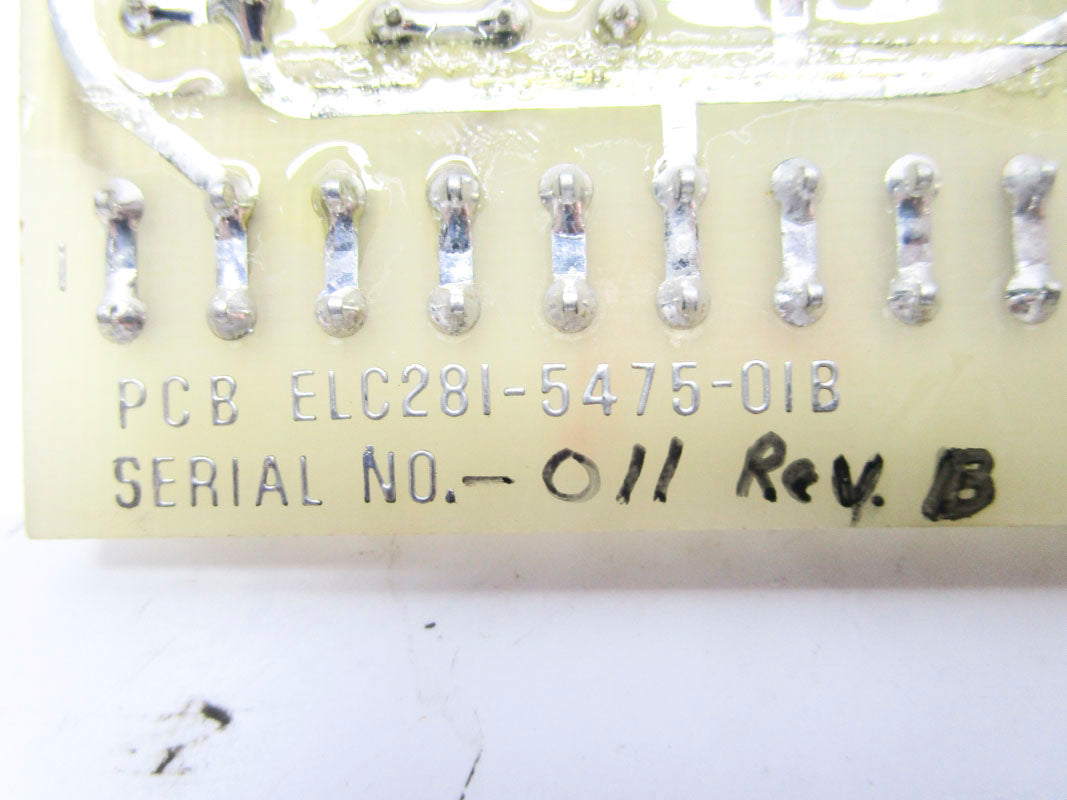 1
PCB ELC281-5475-01B
SERIAL NO.- 011 Rev. B